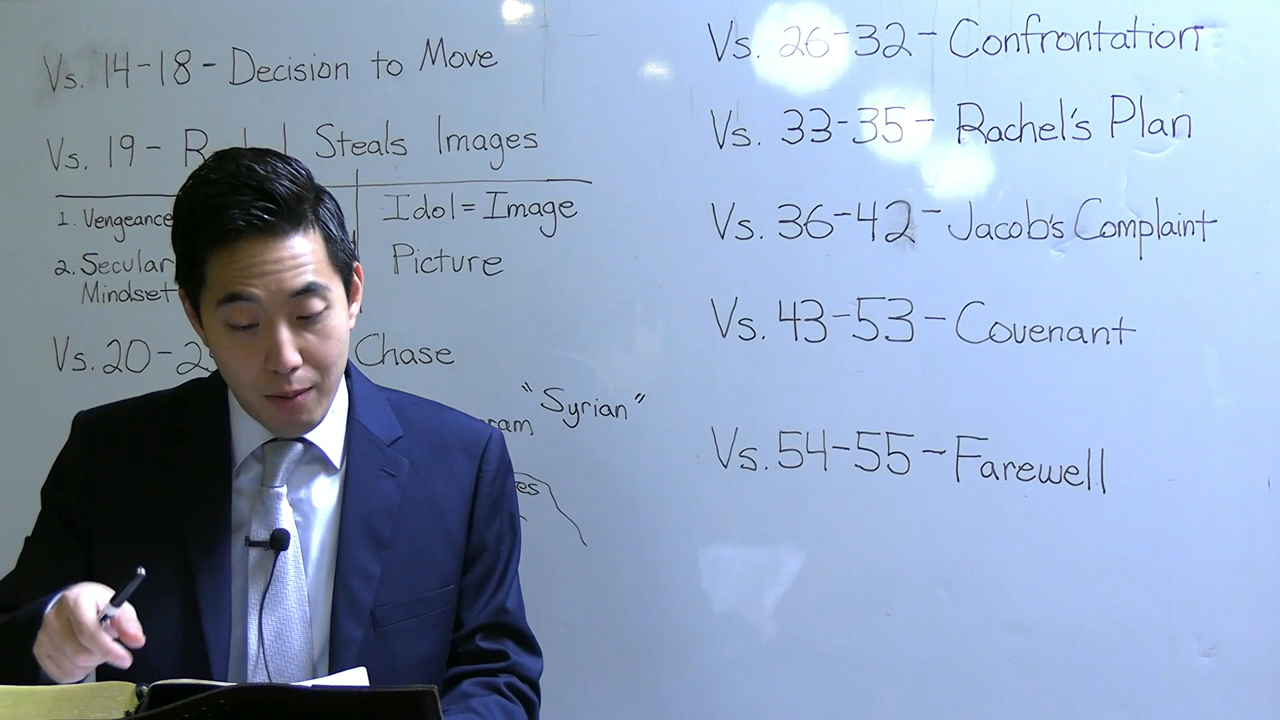 Vs. 14-18- Decision to Move
Vs. 19- Steals Images
1. Vengeance
2. Secular
Mindset
Idol=Image
Picture
Vs. 20- Chase
"Syrian"
Vs. 26-32- Confrontation
Vs. 33-35- Rachel's Plan
Vs. 36-42- Jacob's Complaint
Vs. 43-53- Covenant
Vs. 54-55- Farewell